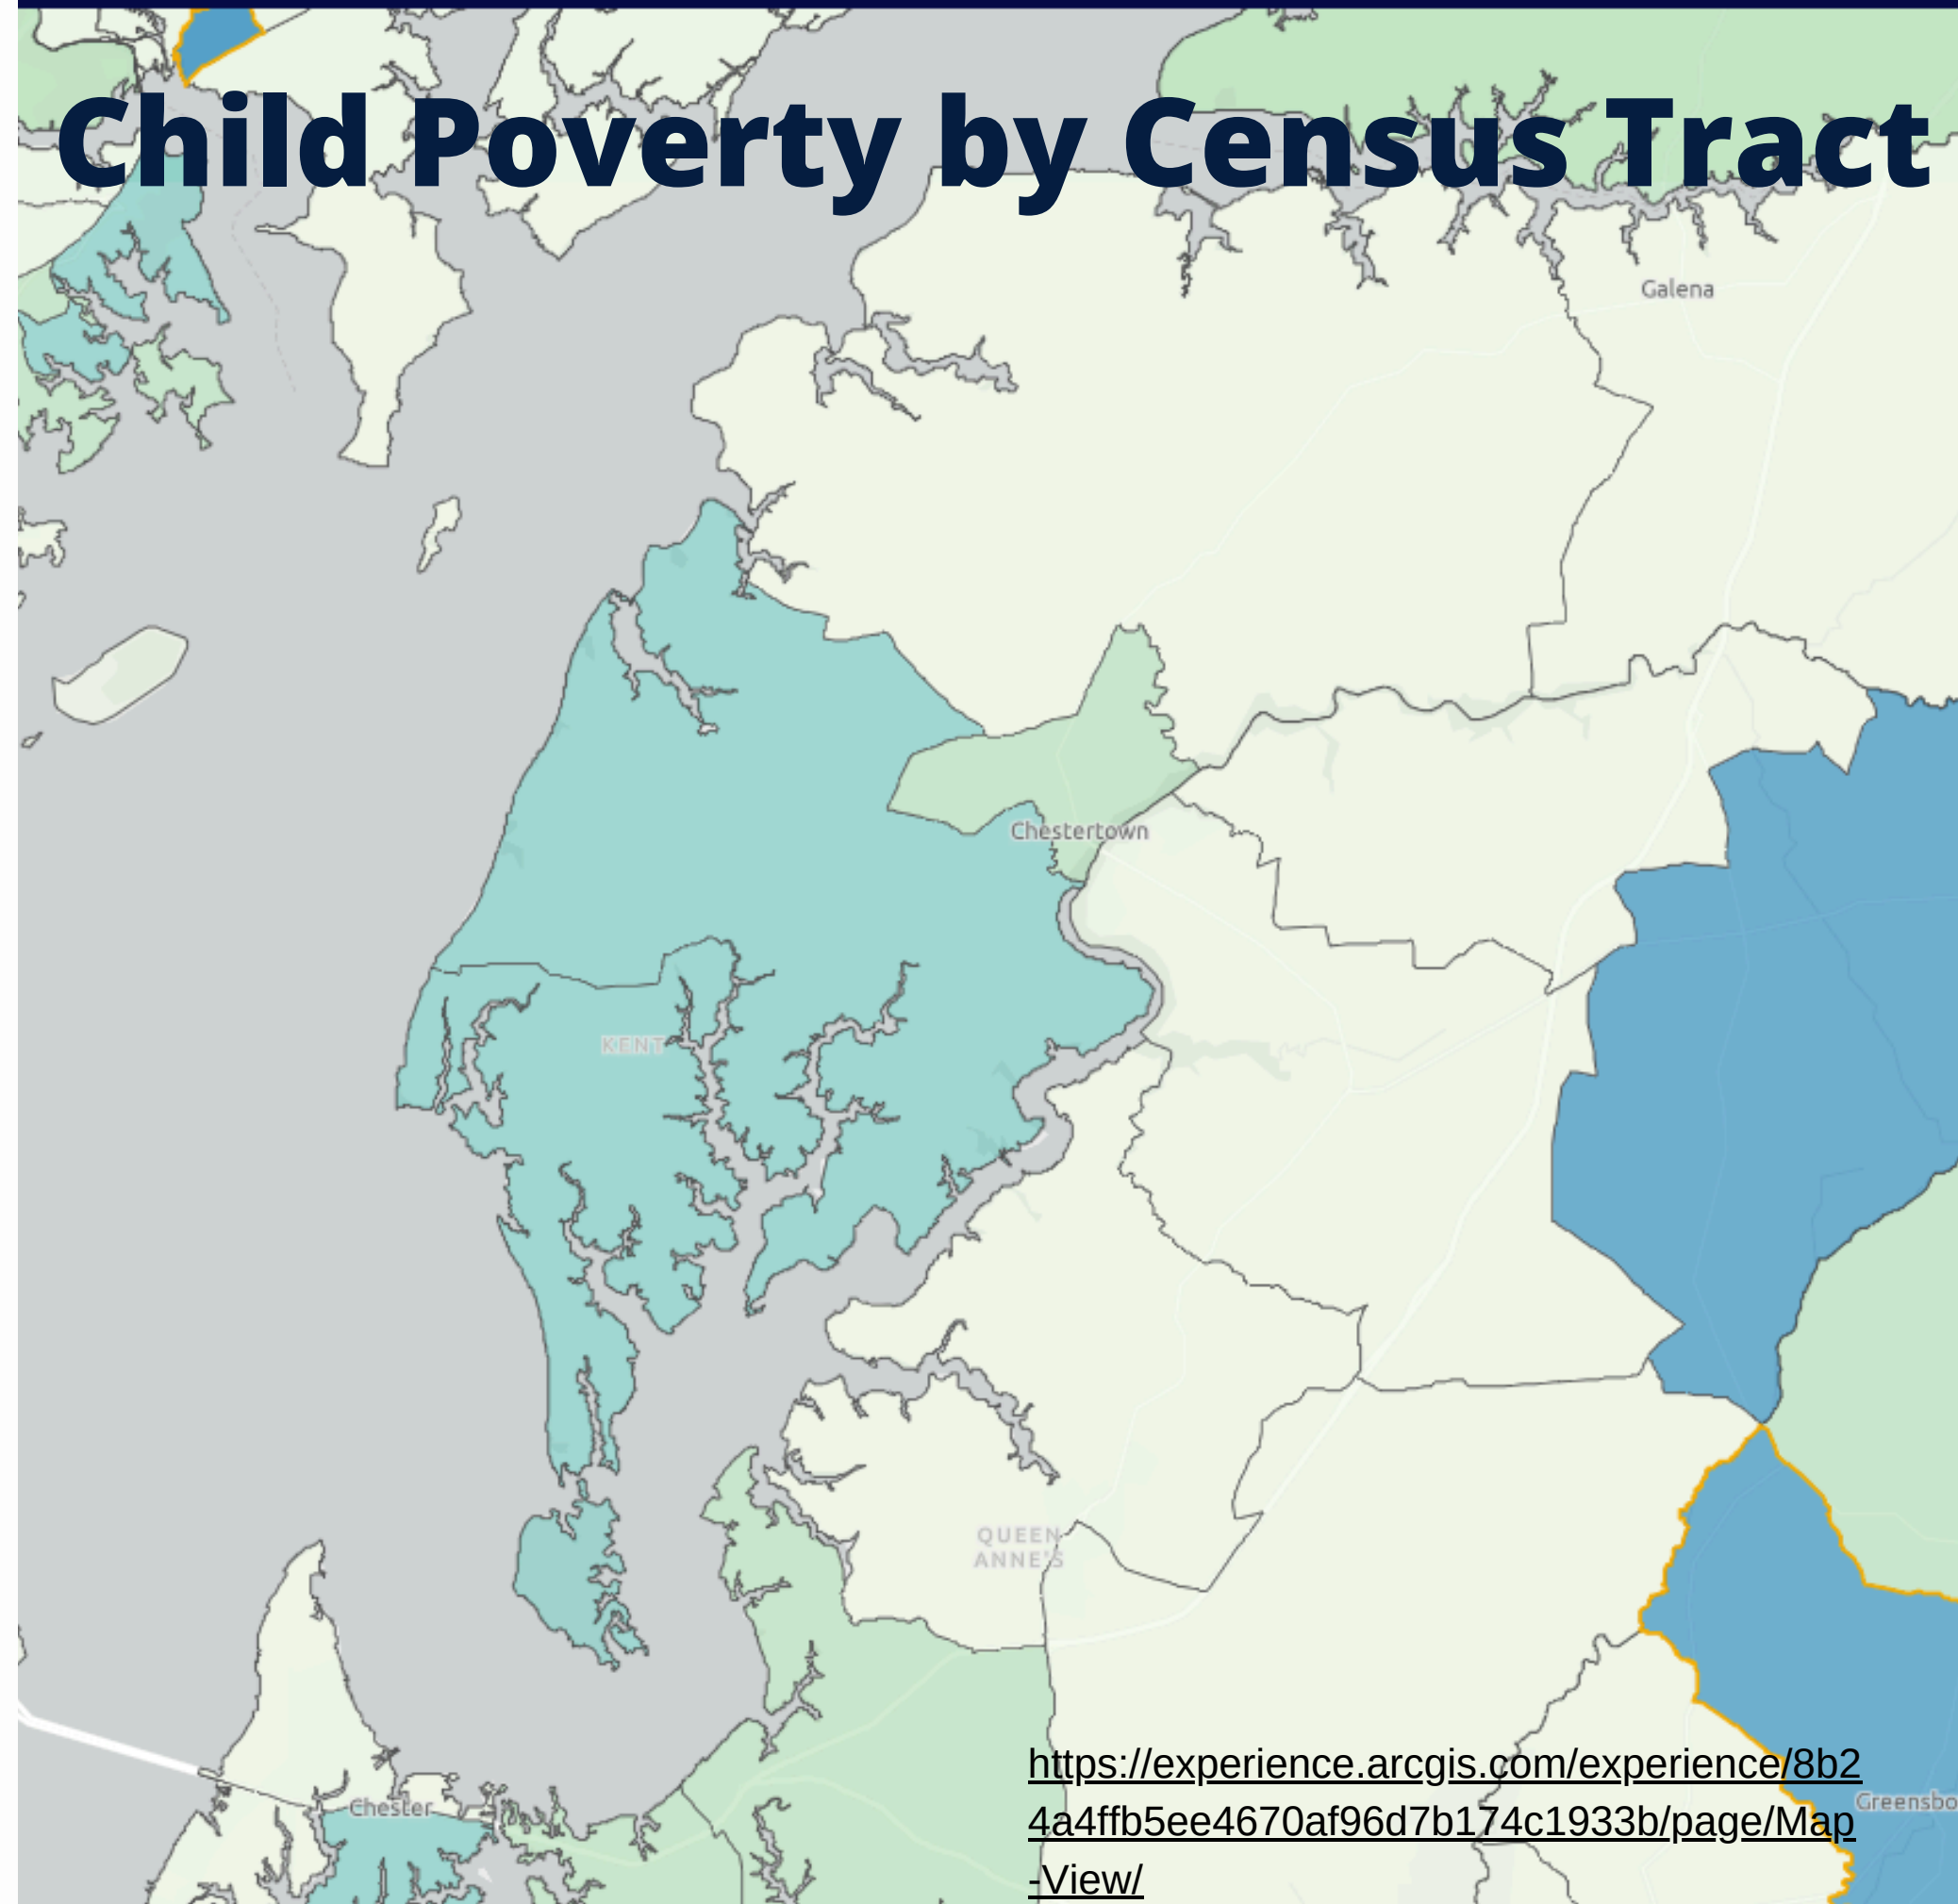 Child Poverty by Census Tract
Galena
Chestertown
KENT
QUEEN
ANNE'S
https://experience.arcgis.com/experience/8b2
4a4ffb5ee4670af96d7b174c1933b/page/Map
-View/
Chester
Greensbo